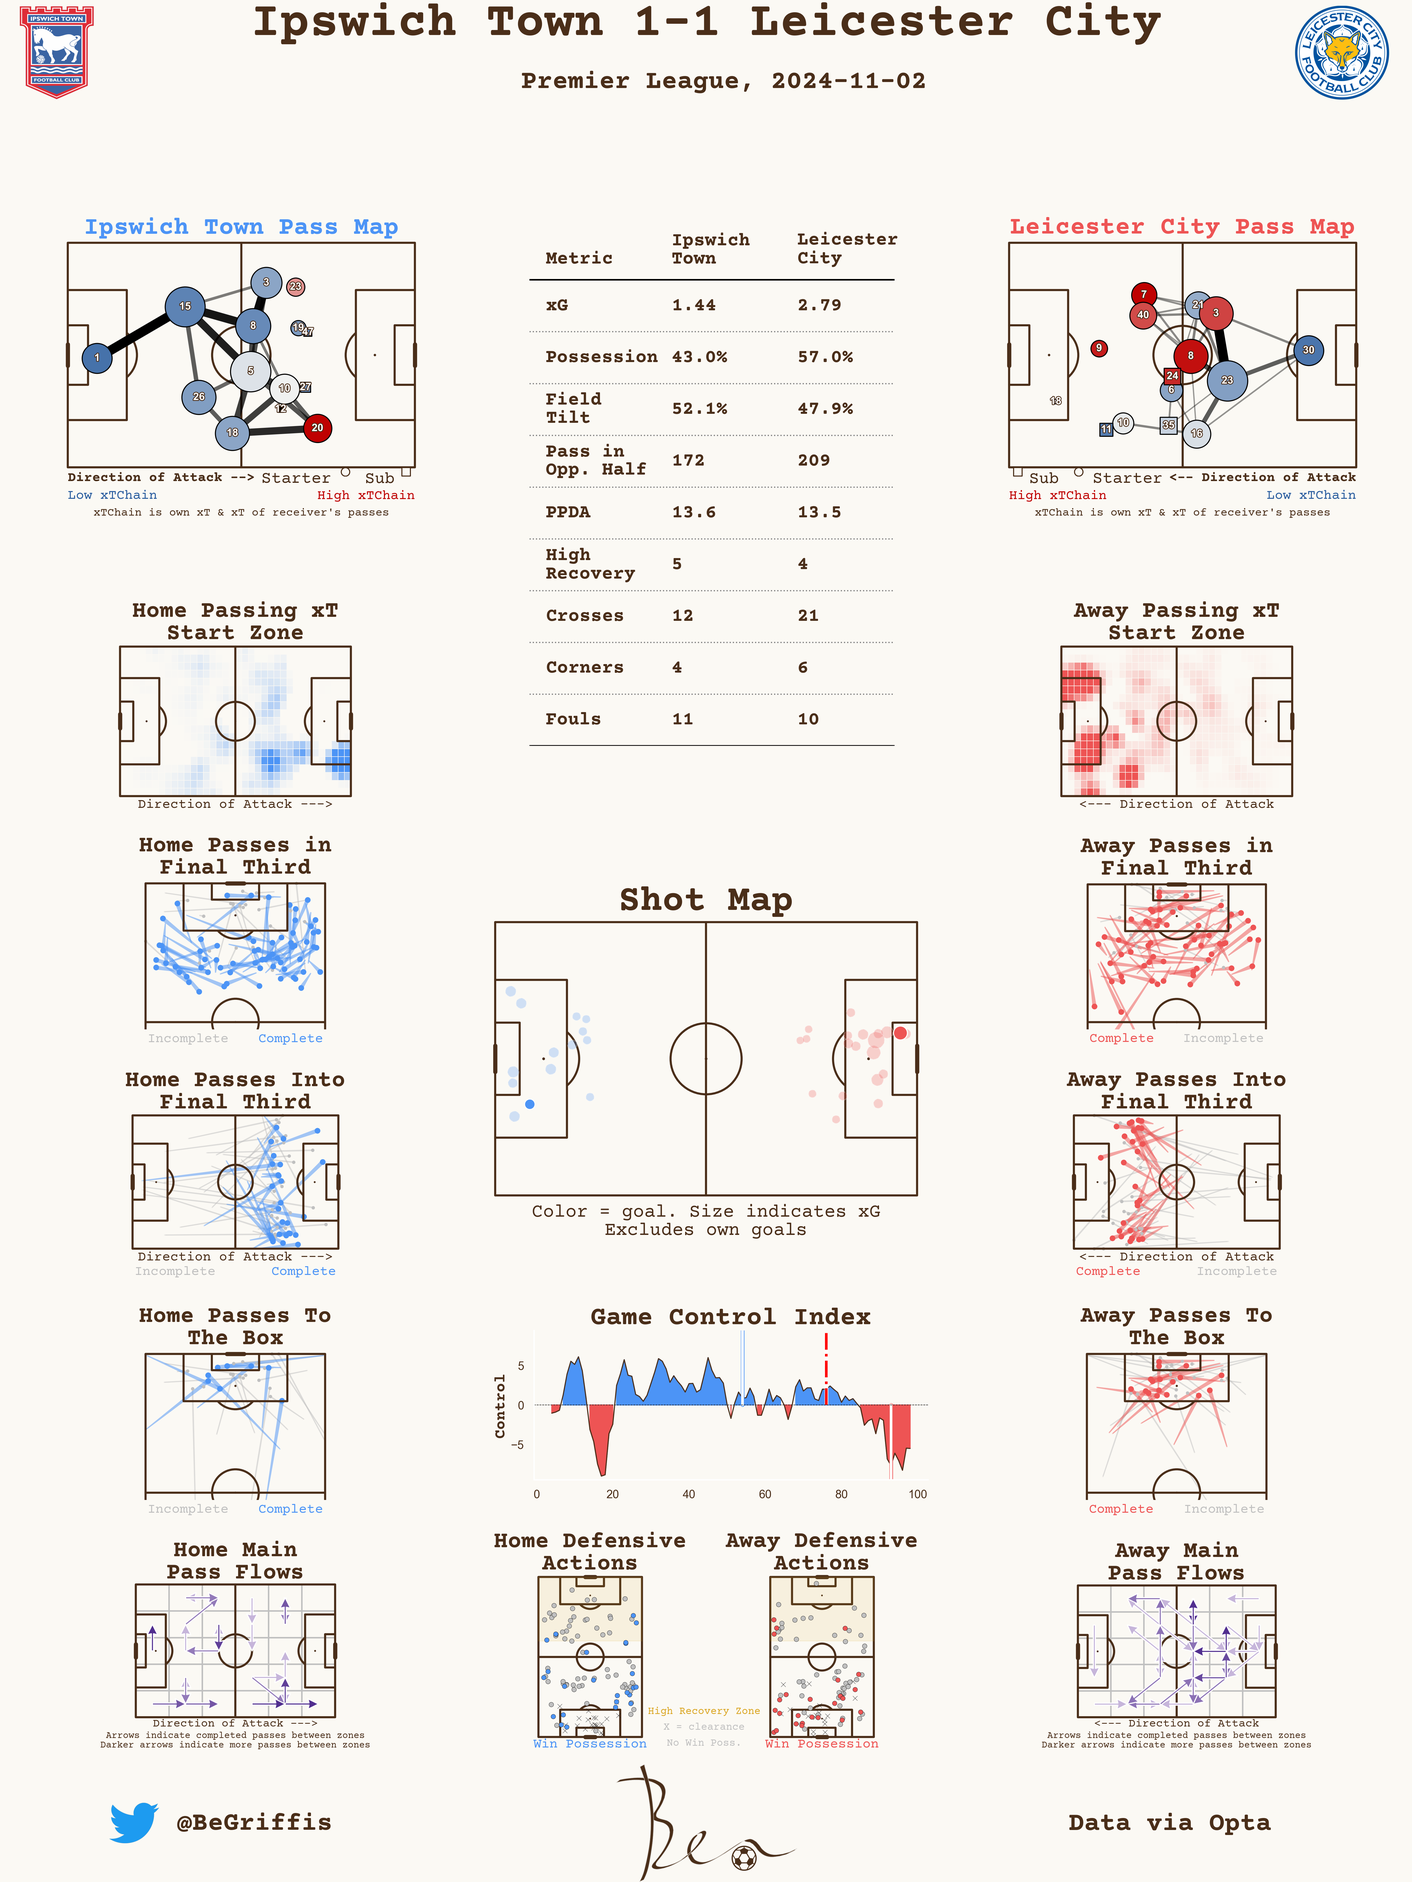 Ipswich Town 1-1 Leicester City
Premier League, 2024-11-02
IPSWICH TOWN
FOOTBALL CLUB
LEICESTER CITY
FOOTBALL CLUB
Ipswich Town Pass Map
3
23
15
8
19
47
1
5
10
27
26
12
18
20
Direction of Attack --> Starter Sub
Low xTChain High xTChain
xTChain is own xT & xT of receiver's passes
Metric Ipswich Town Leicester City
xG 1.44 2.79
Possession 43.0% 57.0%
Field Tilt 52.1% 47.9%
Pass in Opp. Half 172 209
PPDA 13.6 13.5
High Recovery 5 4
Crosses 12 21
Corners 4 6
Fouls 11 10
Leicester City Pass Map
7
21
40
3
9
8
30
24
23
6
18
11
10
35
16
Sub Starter <-- Direction of Attack
High xTChain Low xTChain
xTChain is own xT & xT of receiver's passes
Home Passing xT
Start Zone
Direction of Attack --->
Away Passing xT
Start Zone
<--- Direction of Attack
Home Passes in
Final Third
Incomplete Complete
Shot Map
Color = goal. Size indicates xG
Excludes own goals
Away Passes in
Final Third
Complete Incomplete
Home Passes Into
Final Third
Direction of Attack --->
Incomplete Complete
Away Passes Into
Final Third
<--- Direction of Attack
Complete Incomplete
Home Passes To
The Box
Incomplete Complete
Game Control Index
Control
5
0
−5
0 20 40 60 80 100
Away Passes To
The Box
Complete Incomplete
Home Main
Pass Flows
Direction of Attack --->
Arrows indicate completed passes between zones
Darker arrows indicate more passes between zones
Home Defensive
Actions
Win Possession
High Recovery Zone
X = clearance
No Win Poss.
Away Defensive
Actions
Win Possession
Away Main
Pass Flows
<--- Direction of Attack
Arrows indicate completed passes between zones
Darker arrows indicate more passes between zones
@BeGriffis
Ben
Data via Opta